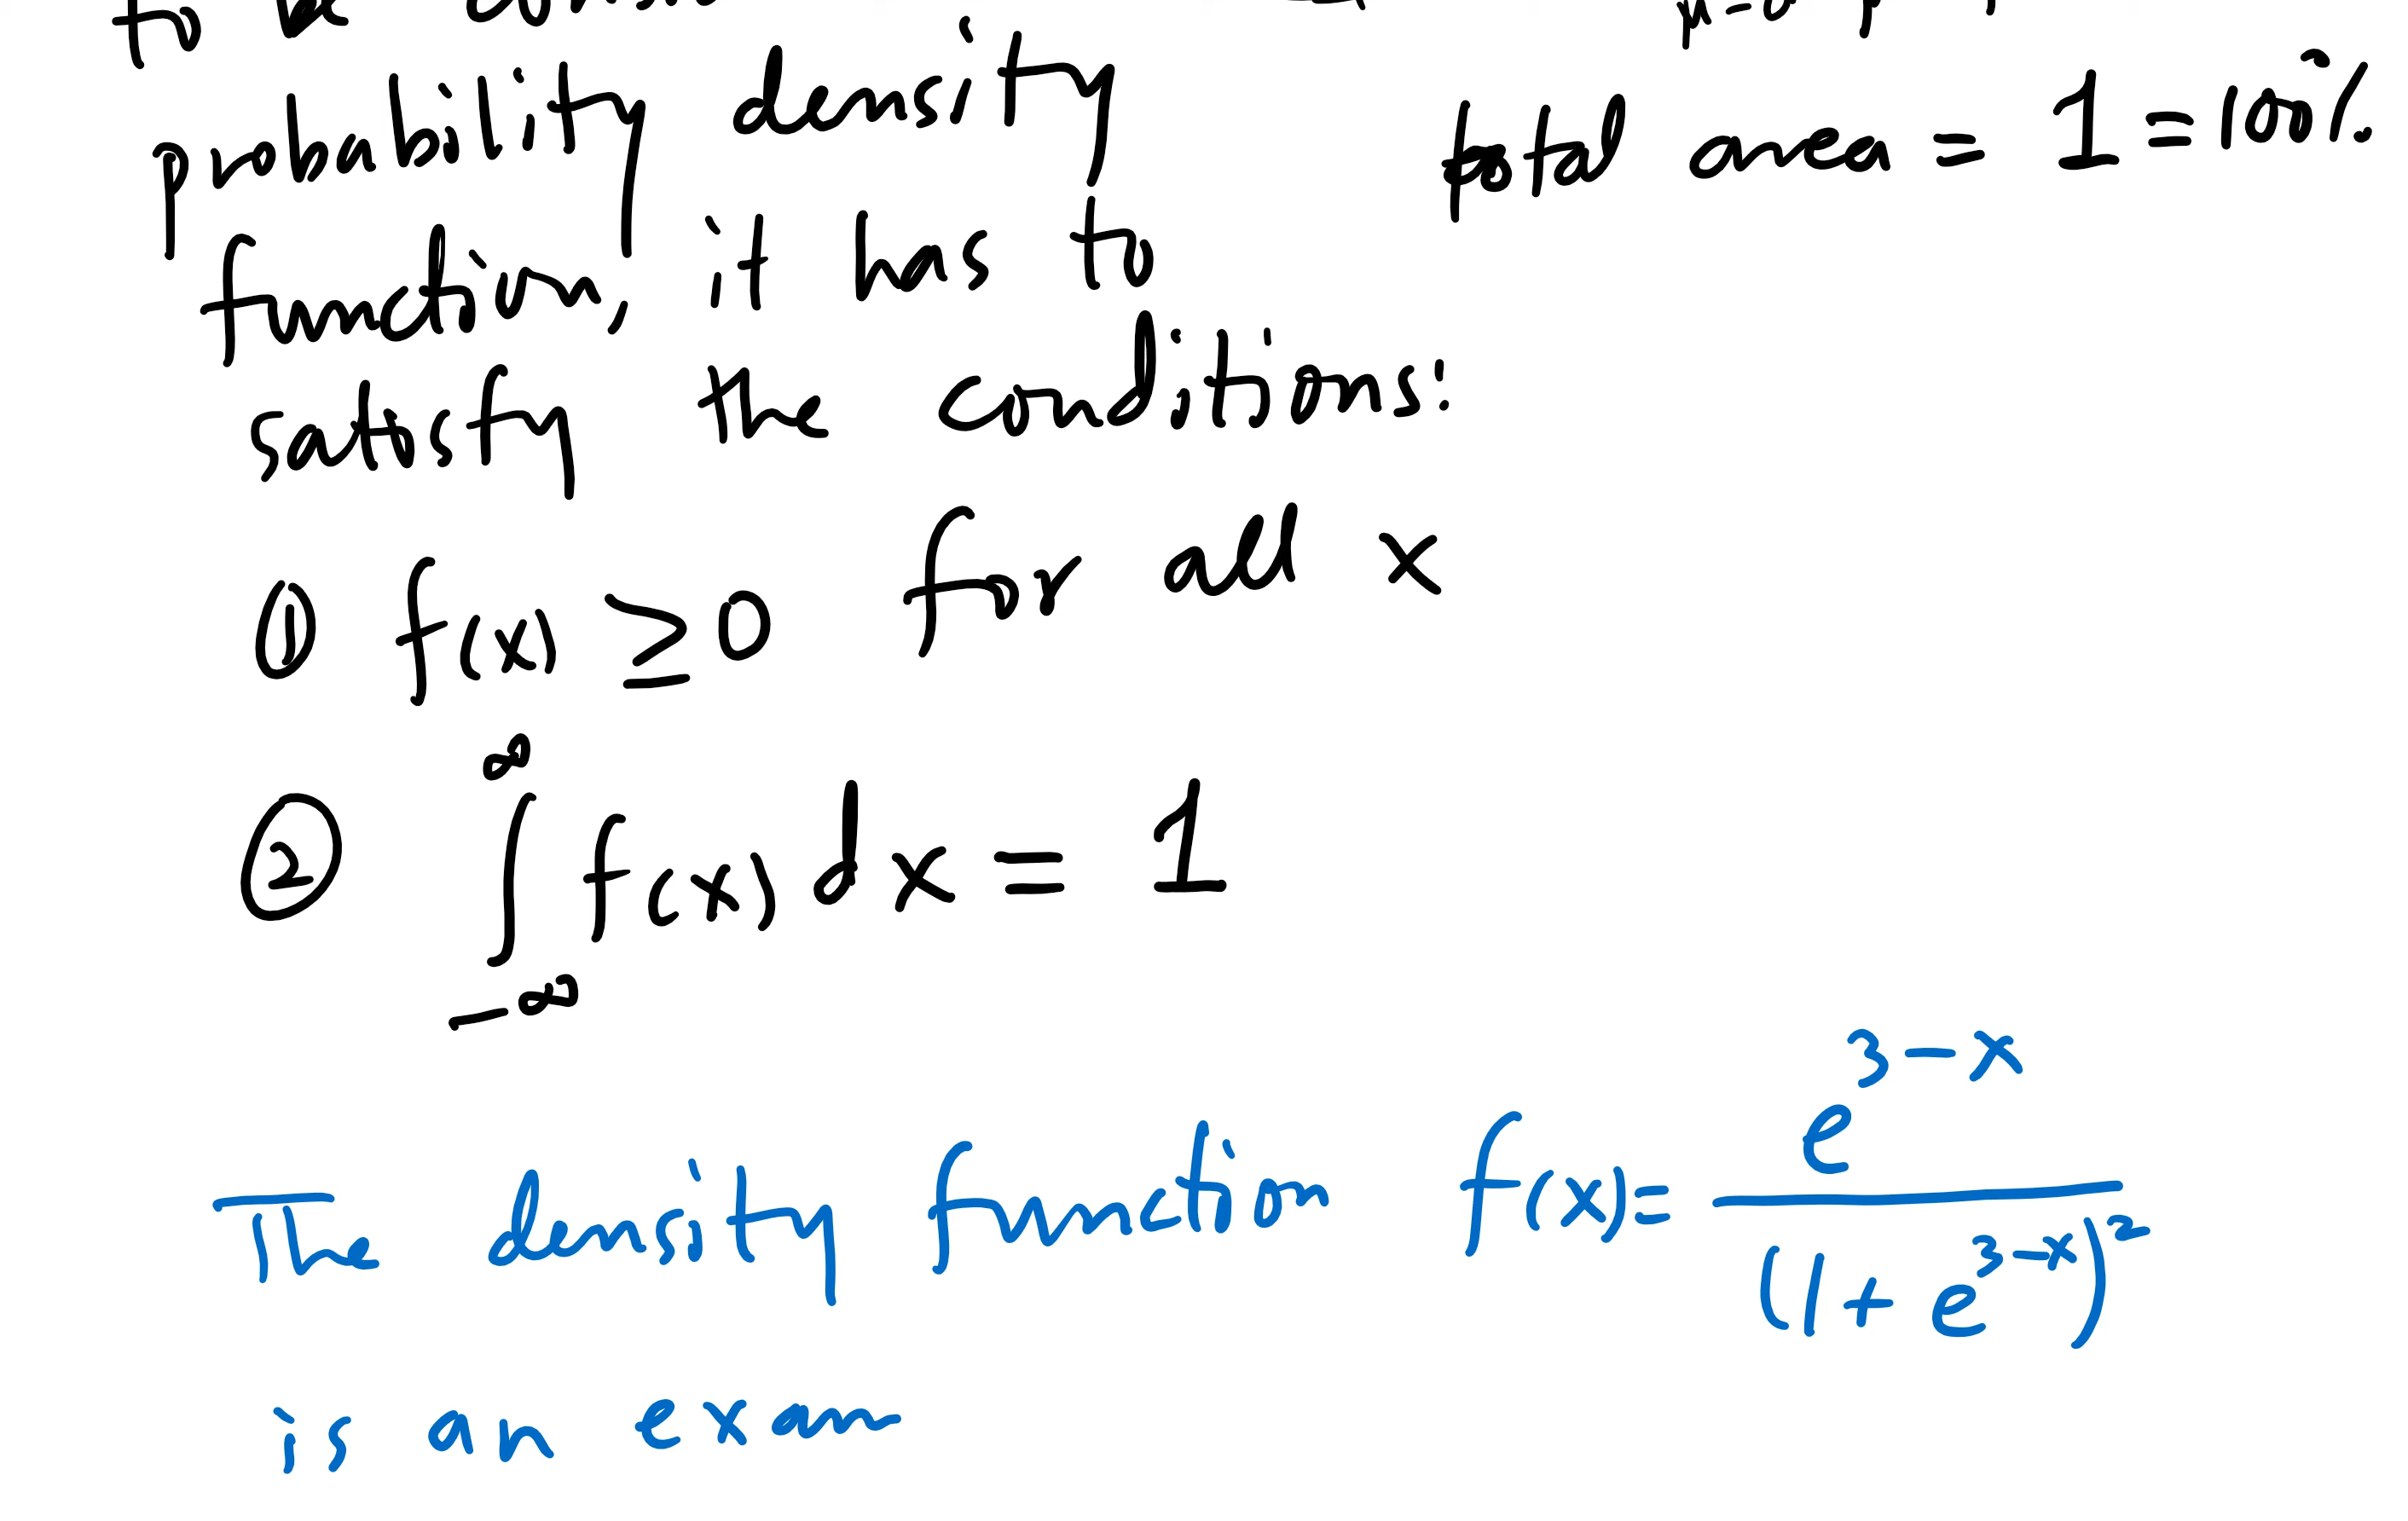 probability density
function, it has to
satisfy the conditions:
total area = 1 = 100%
① f(x) ≥ 0 for all x
② ∫_{-∞}^{∞} f(x) dx = 1
The density function f(x) = e^{3-x} / (1 + e^{3-x})^2
is an exam